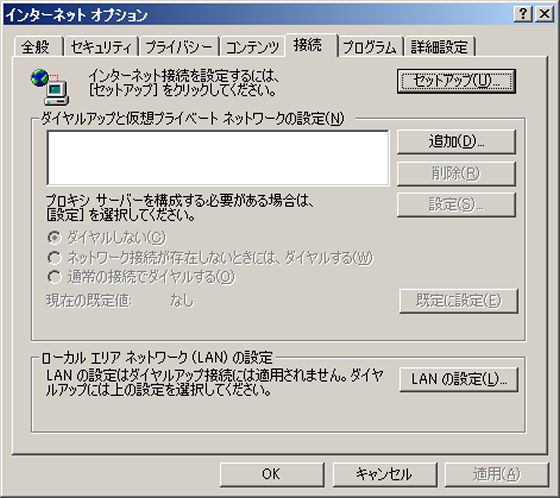 インターネット オプション
全般
セキュリティ
プライバシー
コンテンツ
接続
プログラム
詳細設定
インターネット接続を設定するには、
[セットアップ] をクリックしてください。
セットアップ(U)...
ダイヤルアップと仮想プライベート ネットワークの設定(N)
追加(D)...
削除(R)
プロキシ サーバーを構成する必要がある場合は、
[設定] を選択してください。
設定(S)...
ダイヤルしない(C)
ネットワーク接続が存在しないときには、ダイヤルする(W)
通常の接続でダイヤルする(O)
現在の既定値: なし
既定に設定(E)
ローカル エリア ネットワーク (LAN) の設定
LAN の設定はダイヤルアップ接続には適用されません。ダイヤ
ルアップには上の設定を選択してください。
LAN の設定(L)...
OK
キャンセル
適用(A)